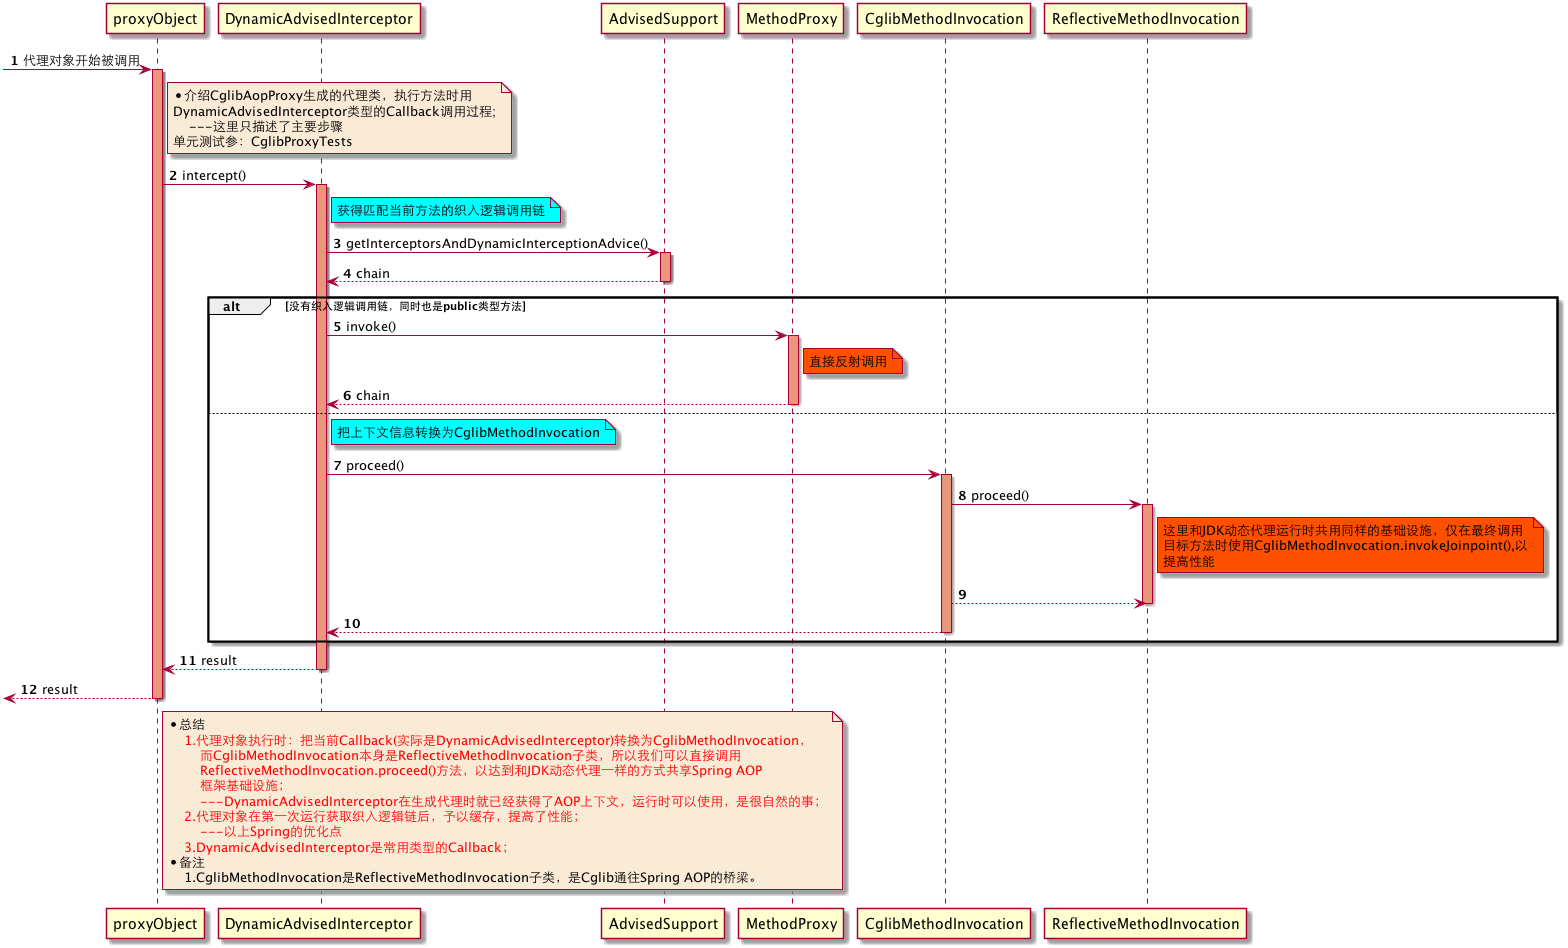 proxyObject
DynamicAdvisedInterceptor
AdvisedSupport
MethodProxy
CglibMethodInvocation
ReflectiveMethodInvocation
1 代理对象开始被调用
•介绍CglibAopProxy生成的代理类，执行方法时用
DynamicAdvisedInterceptor类型的Callback调用过程;
---这里只描述了主要步骤
单元测试参：CglibProxyTests
2 intercept()
获得匹配当前方法的织入逻辑调用链
3 getInterceptorsAndDynamicInterceptionAdvice()
4 chain
alt
[没有织入逻辑调用链，同时也是public类型方法]
5 invoke()
直接反射调用
6 chain
把上下文信息转换为CglibMethodInvocation
7 proceed()
8 proceed()
这里和JDK动态代理运行时共用同样的基础设施，仅在最终调用
目标方法时使用CglibMethodInvocation.invokeJoinpoint(),以
提高性能
9
10
11 result
12 result
•总结
1.代理对象执行时：把当前Callback(实际是DynamicAdvisedInterceptor)转换为CglibMethodInvocation，
而CglibMethodInvocation本身是ReflectiveMethodInvocation子类，所以我们可以直接调用
ReflectiveMethodInvocation.proceed()方法，以达到和JDK动态代理一样的方式共享Spring AOP
框架基础设施；
---DynamicAdvisedInterceptor在生成代理时就已经获得了AOP上下文，运行时可以使用，是很自然的事；
2.代理对象在第一次运行获取织入逻辑链后，予以缓存，提高了性能；
---以上Spring的优化点
3.DynamicAdvisedInterceptor是常用类型的Callback；
•备注
1.CglibMethodInvocation是ReflectiveMethodInvocation子类，是Cglib通往Spring AOP的桥梁。
proxyObject
DynamicAdvisedInterceptor
AdvisedSupport
MethodProxy
CglibMethodInvocation
ReflectiveMethodInvocation